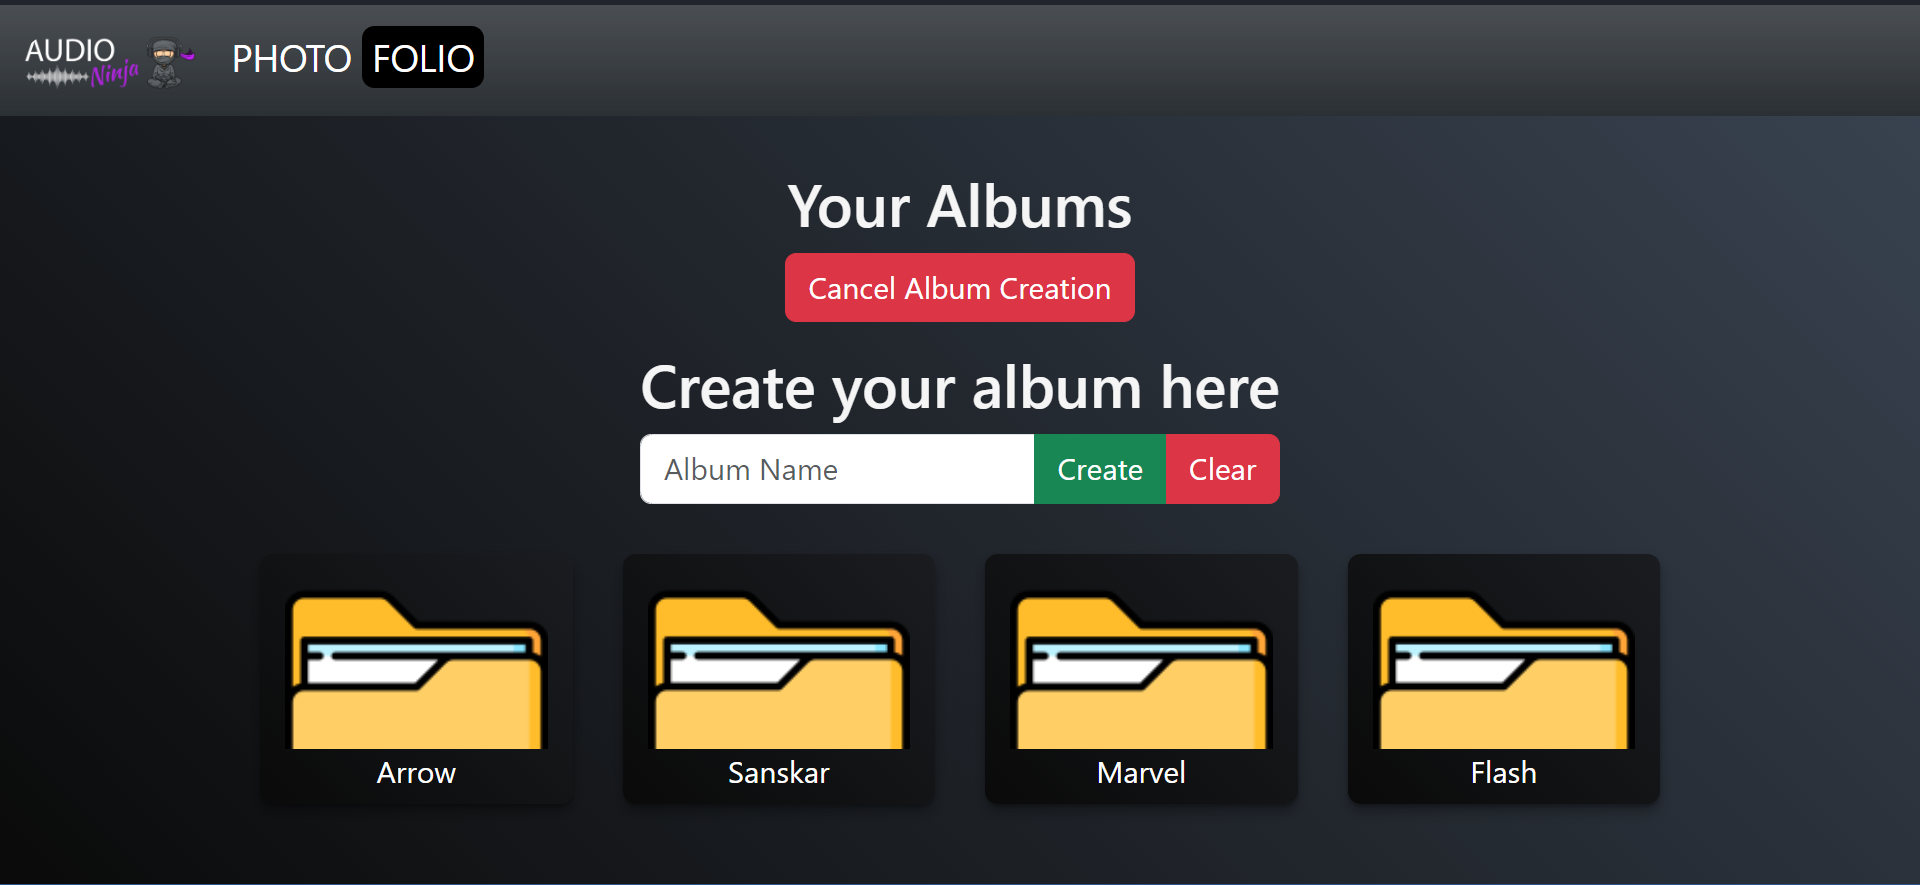 AUDIO
Ninja
PHOTO FOLIO
Your Albums
Cancel Album Creation
Create your album here
Album Name Create Clear
Arrow Sanskar Marvel Flash